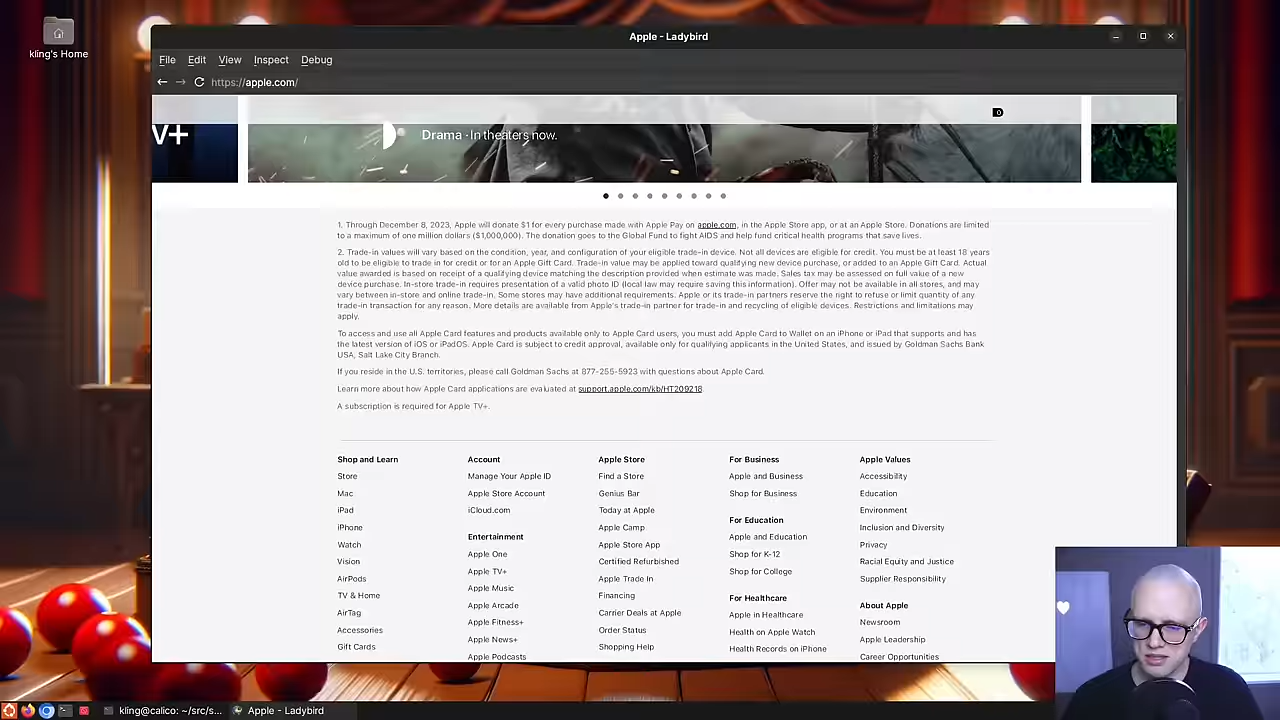 kling's Home
Apple - Ladybird
File Edit View Inspect Debug
https://apple.com/
V+
Drama · In theaters now.
1. Through December 8, 2023, Apple will donate $1 for every purchase made with Apple Pay on apple.com, in the Apple Store app, or at an Apple Store. Donations are limited
to a maximum of one million dollars ($1,000,000). The donation goes to the Global Fund to fight AIDS and help fund critical health programs that save lives.
2. Trade-in values will vary based on the condition, year, and configuration of your eligible trade-in device. Not all devices are eligible for credit. You must be at least 18 years
old to be eligible to trade in for credit or for an Apple Gift Card. Trade-in value may be applied toward qualifying new device purchase, or added to an Apple Gift Card. Actual
value awarded is based on receipt of a qualifying device matching the description provided when estimate was made. Sales tax may be assessed on full value of a new
device purchase. In-store trade-in requires presentation of a valid photo ID (local law may require saving this information). Offer may not be available in all stores, and may
vary between in-store and online trade-in. Some stores may have additional requirements. Apple or its trade-in partners reserve the right to refuse or limit quantity of any
trade-in transaction for any reason. More details are available from Apple's trade-in partner for trade-in and recycling of eligible devices. Restrictions and limitations may
apply.
To access and use all Apple Card features and products available only to Apple Card users, you must add Apple Card to Wallet on an iPhone or iPad that supports and has
the latest version of iOS or iPadOS. Apple Card is subject to credit approval, available only for qualifying applicants in the United States, and issued by Goldman Sachs Bank
USA, Salt Lake City Branch.
If you reside in the U.S. territories, please call Goldman Sachs at 877-255-5923 with questions about Apple Card.
Learn more about how Apple Card applications are evaluated at support.apple.com/kb/HT209218.
A subscription is required for Apple TV+.
Shop and Learn
Store
Mac
iPad
iPhone
Watch
Vision
AirPods
TV & Home
AirTag
Accessories
Gift Cards
Account
Manage Your Apple ID
Apple Store Account
iCloud.com
Entertainment
Apple One
Apple TV+
Apple Music
Apple Arcade
Apple Fitness+
Apple News+
Apple Podcasts
Apple Store
Find a Store
Genius Bar
Today at Apple
Apple Camp
Apple Store App
Certified Refurbished
Apple Trade In
Financing
Carrier Deals at Apple
Order Status
Shopping Help
For Business
Apple and Business
Shop for Business
For Education
Apple and Education
Shop for K-12
Shop for College
For Healthcare
Apple in Healthcare
Health on Apple Watch
Health Records on iPhone
Apple Values
Accessibility
Education
Environment
Inclusion and Diversity
Privacy
Racial Equity and Justice
Supplier Responsibility
About Apple
Newsroom
Apple Leadership
Career Opportunities
kling@calico: ~/src/s...
Apple - Ladybird